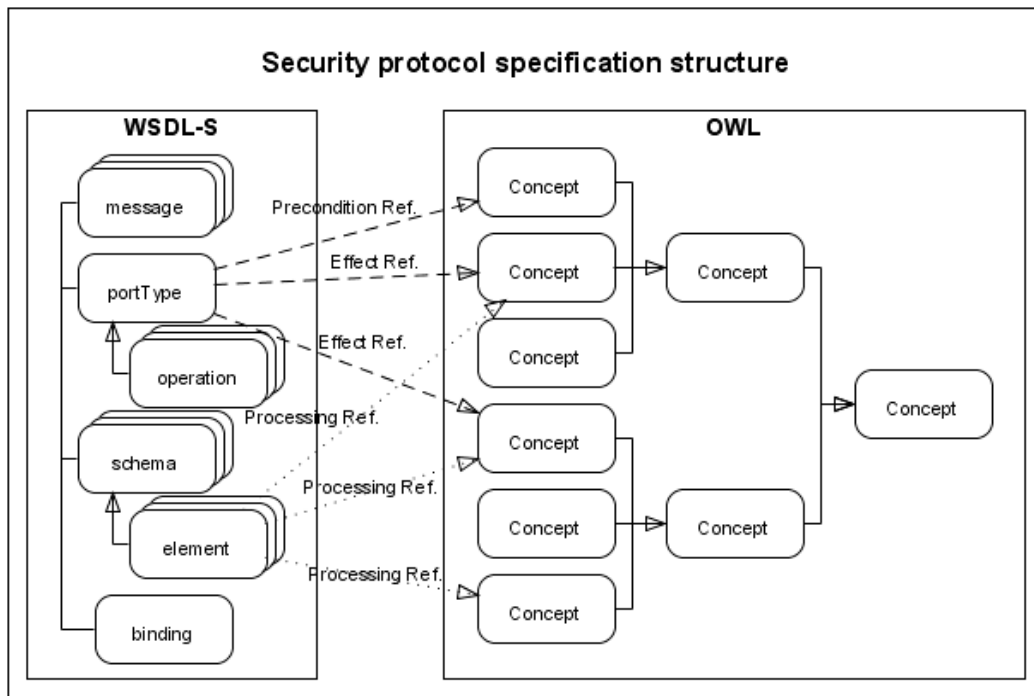 Security protocol specification structure
WSDL-S
OWL
message
Precondition Ref.
Concept
portType
Effect Ref.
Concept
Concept
operation
Effect Ref.
Concept
Processing Ref.
Concept
Concept
schema
Processing Ref.
Concept
element
Concept
Concept
Processing Ref.
Concept
binding